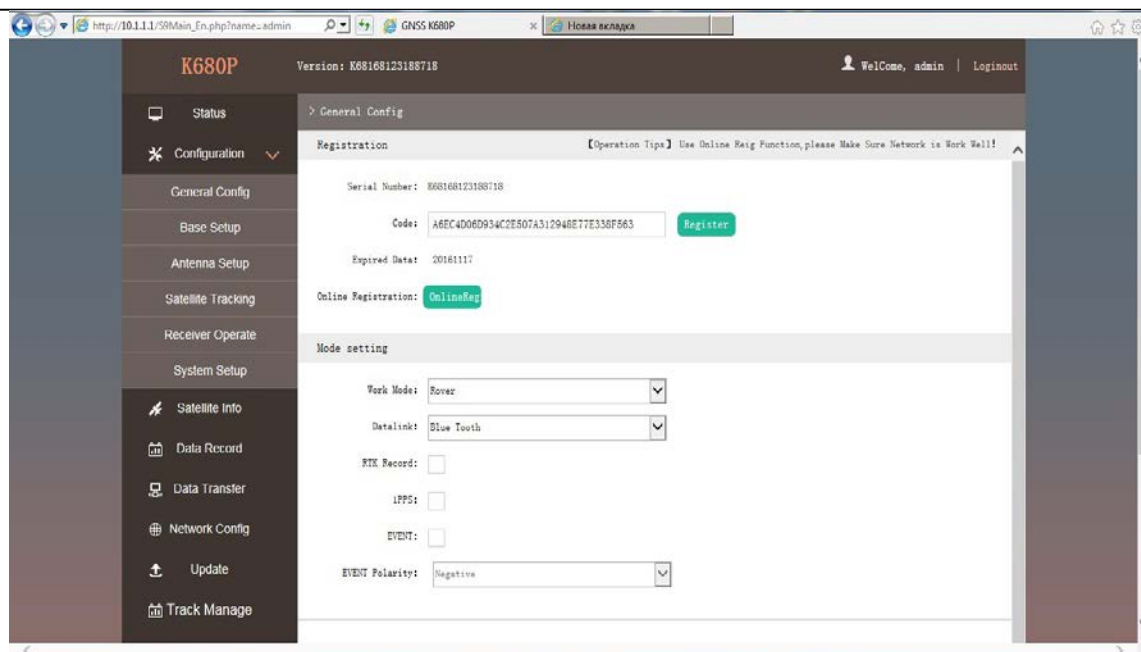 http://10.1.1.1/S9Main_En.php?name=admin
GNSS K680P
Новая вкладка
K680P
Version: K68168123188718
WelCome, admin | Loginout
Status
> General Config
Configuration
Registration
【Operation Tips】 Use Online Reig Function,please Make Sure Network is Work Well!
General Config
Serial Number: K68168123188718
Base Setup
Code: A6EC4D06D934C2E507A312948E77E338F563 Register
Antenna Setup
Expired Data: 20161117
Satellite Tracking
Online Registration: OnlineReg
Receiver Operate
Mode setting
System Setup
Work Mode: Rover
Satellite Info
Datalink: Blue Tooth
Data Record
RTK Record:
Data Transfer
1PPS:
Network Config
EVENT:
Update
EVENT Polarity: Negative
Track Manage